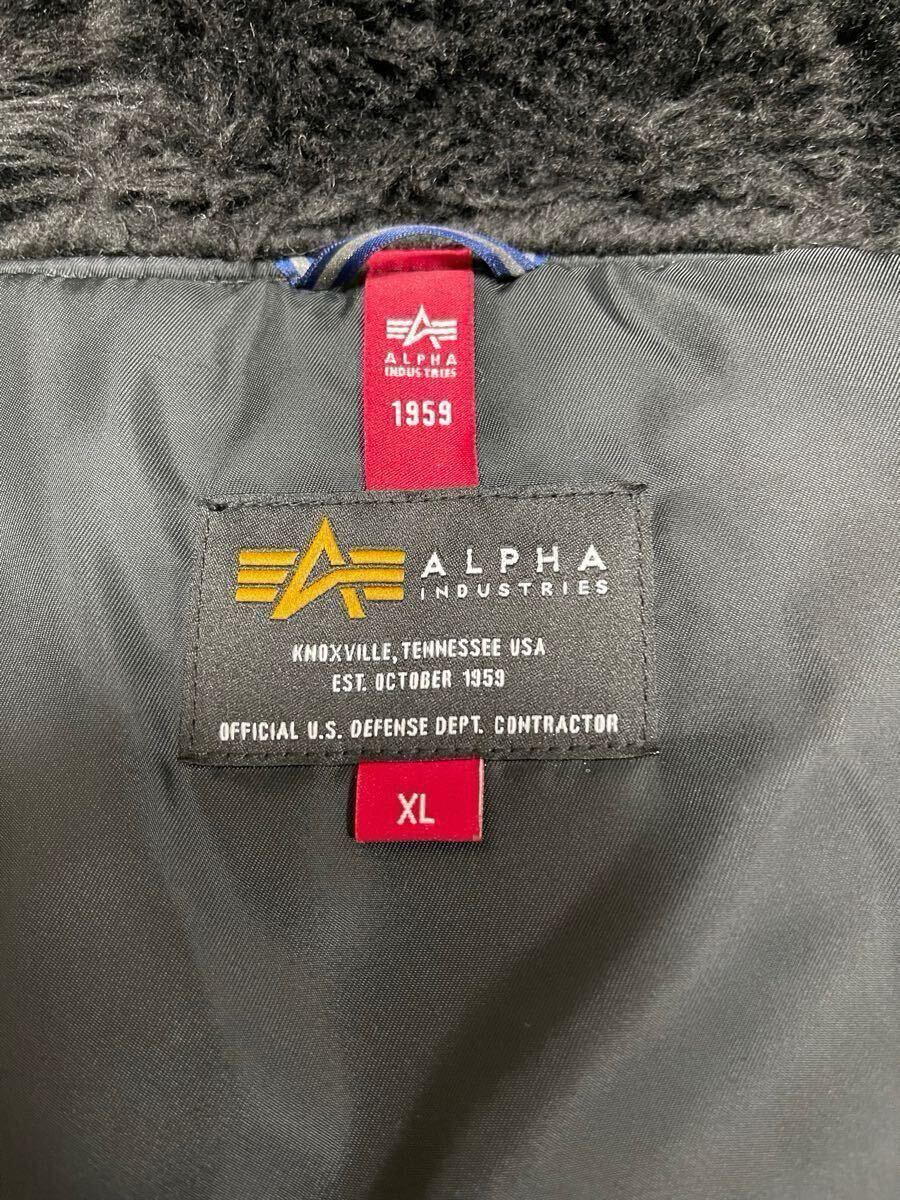 ALPHA
INDUSTRIES
1959
ALPHA
INDUSTRIES
KNOXVILLE, TENNESSEE USA
EST. OCTOBER 1959
OFFICIAL U.S. DEFENSE DEPT. CONTRACTOR
XL